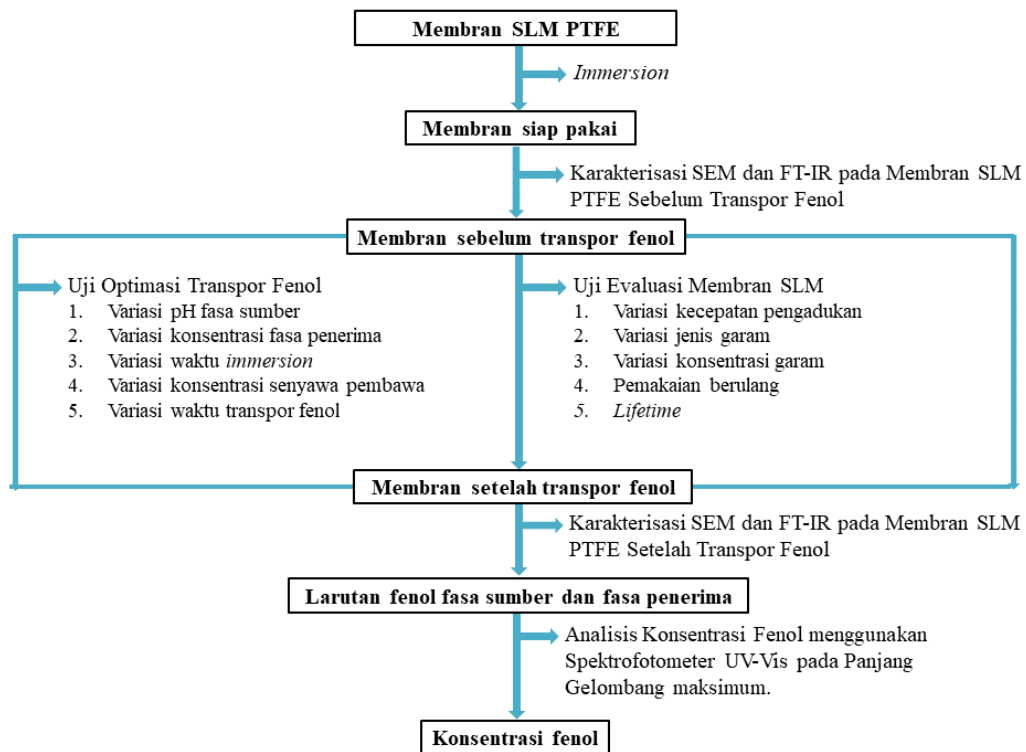 Membran SLM PTFE
Immersion
Membran siap pakai
Karakterisasi SEM dan FT-IR pada Membran SLM
PTFE Sebelum Transpor Fenol
Membran sebelum transpor fenol
Uji Optimasi Transpor Fenol
1. Variasi pH fasa sumber
2. Variasi konsentrasi fasa penerima
3. Variasi waktu immersion
4. Variasi konsentrasi senyawa pembawa
5. Variasi waktu transpor fenol
Uji Evaluasi Membran SLM
1. Variasi kecepatan pengadukan
2. Variasi jenis garam
3. Variasi konsentrasi garam
4. Pemakaian berulang
5. Lifetime
Membran setelah transpor fenol
Karakterisasi SEM dan FT-IR pada Membran SLM
PTFE Setelah Transpor Fenol
Larutan fenol fasa sumber dan fasa penerima
Analisis Konsentrasi Fenol menggunakan
Spektrofotometer UV-Vis pada Panjang
Gelombang maksimum.
Konsentrasi fenol